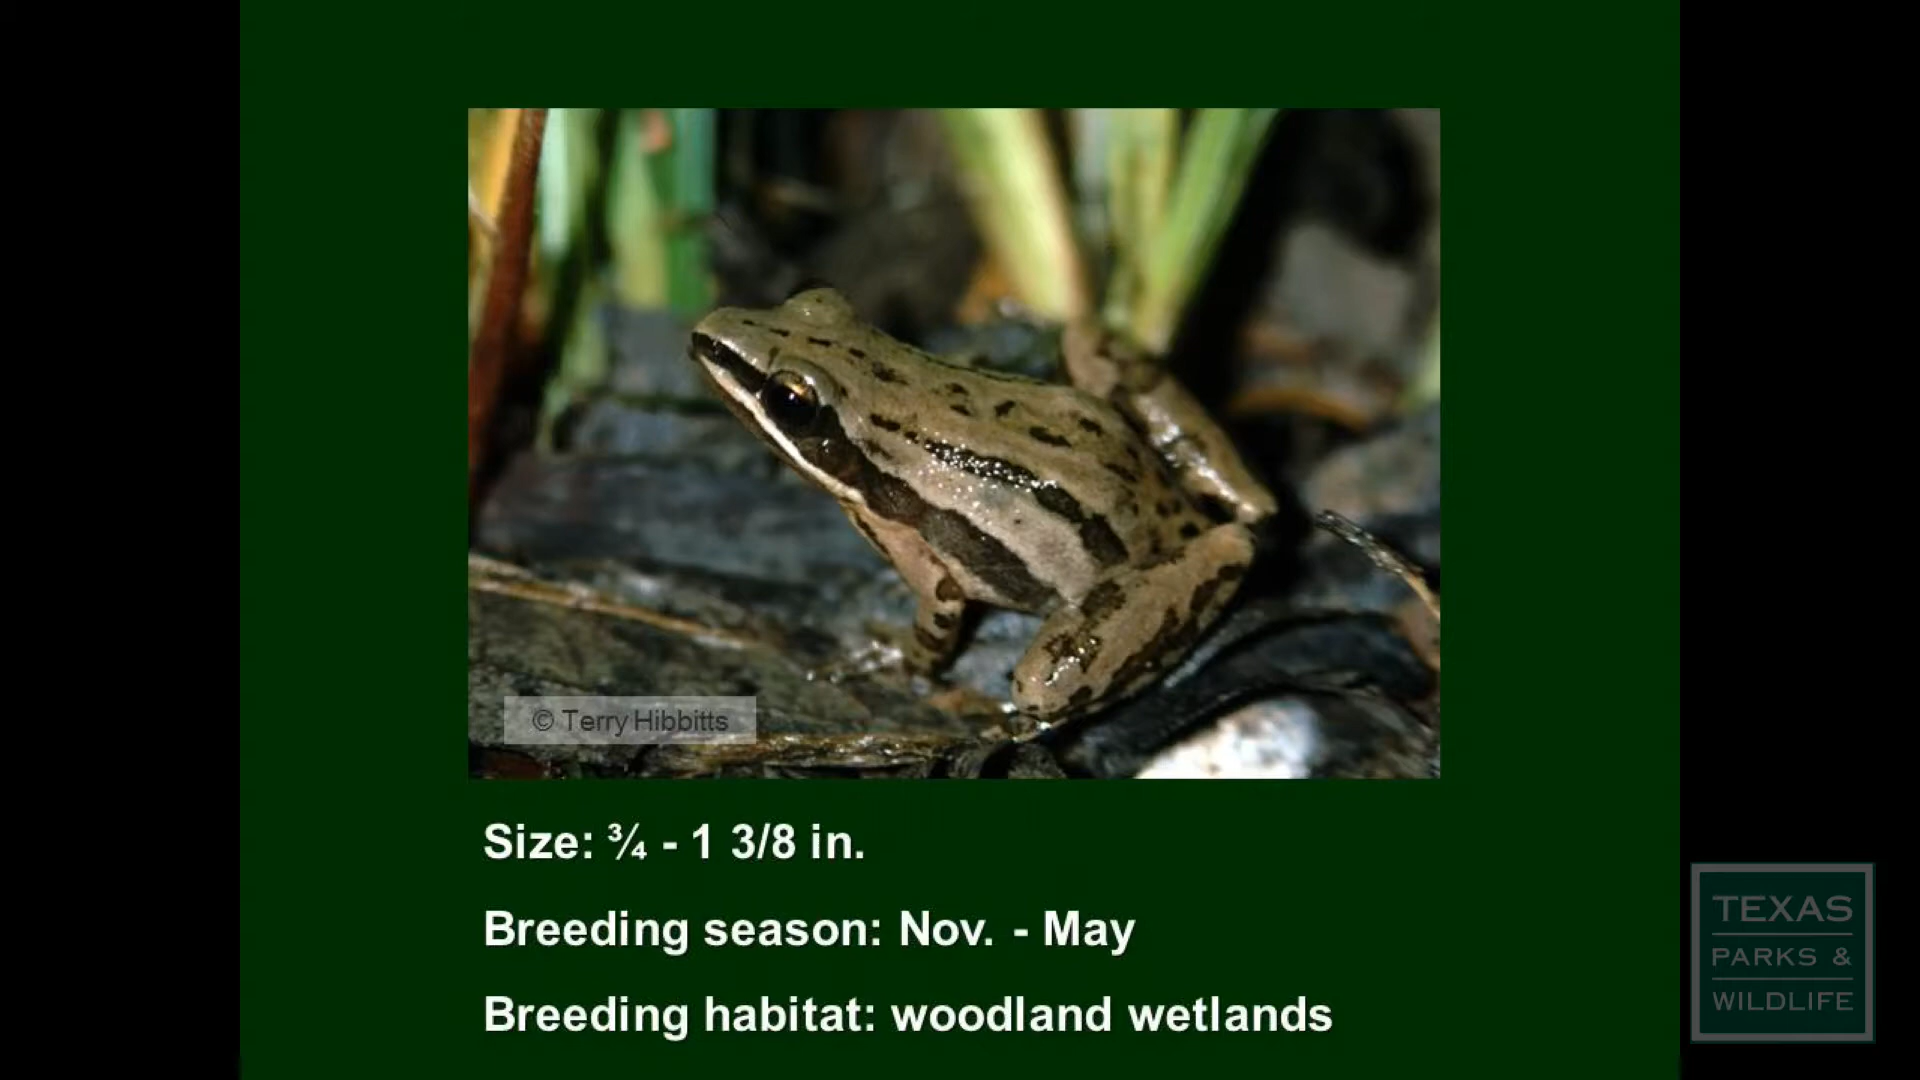 © Terry Hibbitts
Size: ¾ - 1 3/8 in.
Breeding season: Nov. - May
Breeding habitat: woodland wetlands
TEXAS
PARKS &
WILDLIFE